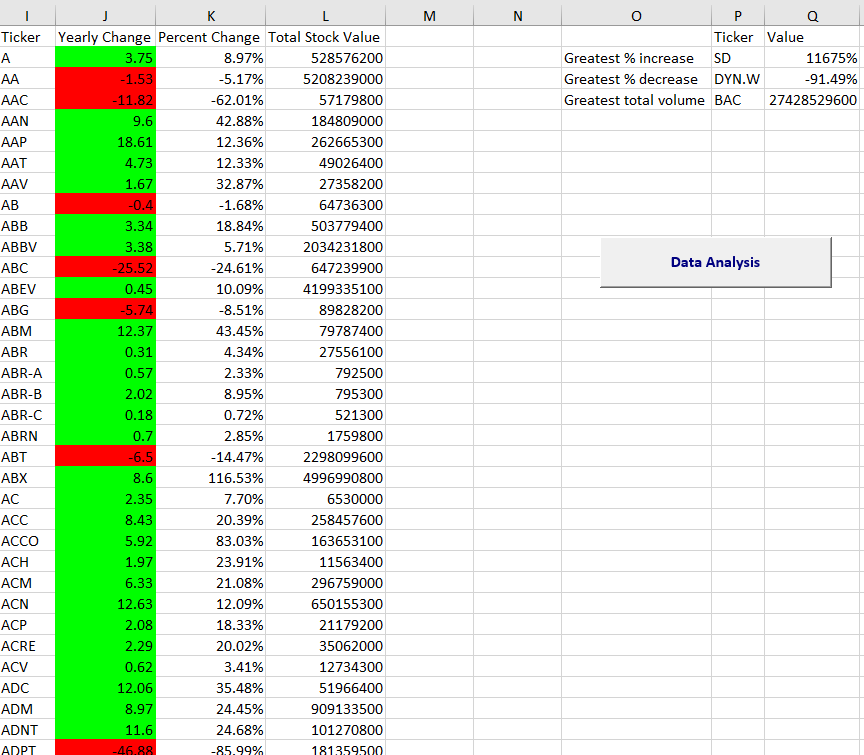 I J K L M N O P Q
Ticker Yearly Change Percent Change Total Stock Value Ticker Value
A 3.75 8.97% 528576200 Greatest % increase SD 11675%
AA -1.53 -5.17% 5208239000 Greatest % decrease DYN.W -91.49%
AAC -11.82 -62.01% 57179800 Greatest total volume BAC 27428529600
AAN 9.6 42.88% 184809000
AAP 18.61 12.36% 262665300
AAT 4.73 12.33% 49026400
AAV 1.67 32.87% 27358200
AB -0.4 -1.68% 64736300
ABB 3.34 18.84% 503779400
ABBV 3.38 5.71% 2034231800
ABC -25.52 -24.61% 647239900 Data Analysis
ABEV 0.45 10.09% 4199335100
ABG -5.74 -8.51% 89828200
ABM 12.37 43.45% 79787400
ABR 0.31 4.34% 27556100
ABR-A 0.57 2.33% 792500
ABR-B 2.02 8.95% 795300
ABR-C 0.18 0.72% 521300
ABRN 0.7 2.85% 1759800
ABT -6.5 -14.47% 2298099600
ABX 8.6 116.53% 4996990800
AC 2.35 7.70% 6530000
ACC 8.43 20.39% 258457600
ACCO 5.92 83.03% 163653100
ACH 1.97 23.91% 11563400
ACM 6.33 21.08% 296759000
ACN 12.63 12.09% 650155300
ACP 2.08 18.33% 21179200
ACRE 2.29 20.02% 35062000
ACV 0.62 3.41% 12734300
ADC 12.06 35.48% 51966400
ADM 8.97 24.45% 909133500
ADNT 11.6 24.68% 101270800
ADPT -46.88 -85.99% 181359500